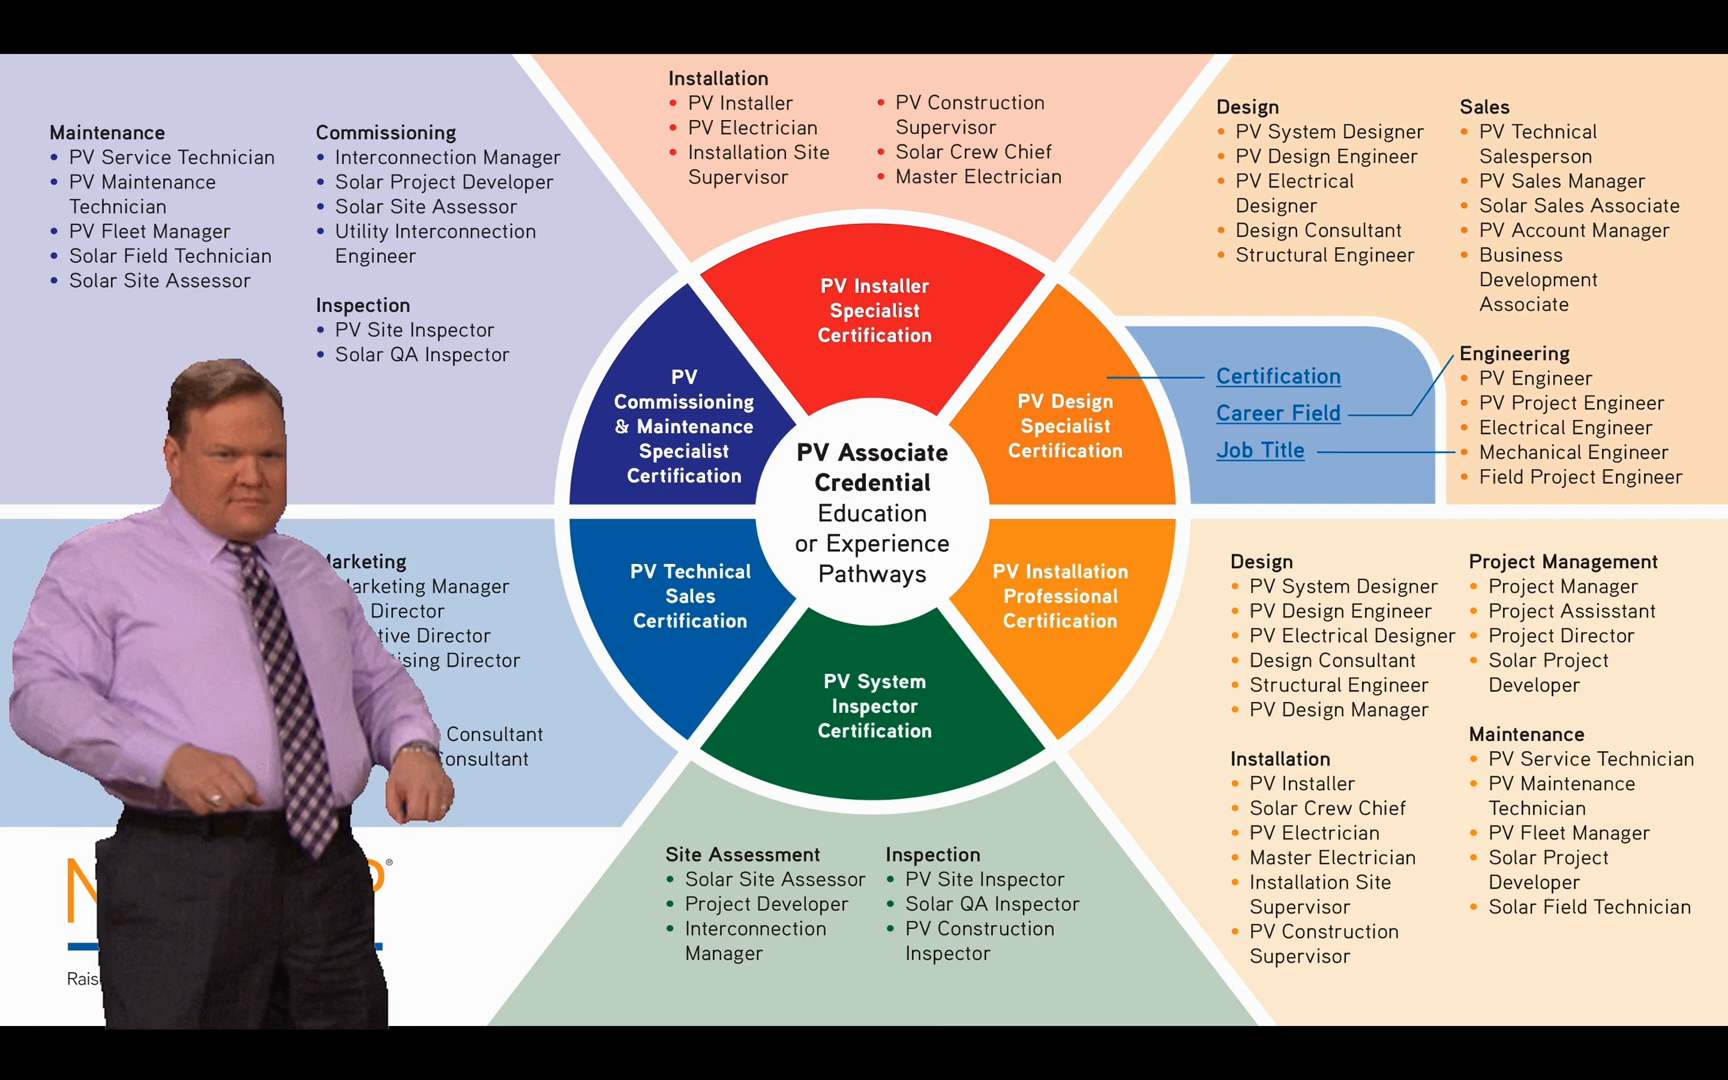 Maintenance
PV Service Technician
PV Maintenance
Technician
PV Fleet Manager
Solar Field Technician
Solar Site Assessor
Commissioning
Interconnection Manager
Solar Project Developer
Solar Site Assessor
Utility Interconnection
Engineer
Inspection
PV Site Inspector
Solar QA Inspector
Installation
PV Installer
PV Electrician
Installation Site
Supervisor
PV Construction
Supervisor
Solar Crew Chief
Master Electrician
Design
PV System Designer
PV Design Engineer
PV Electrical
Designer
Design Consultant
Structural Engineer
Sales
PV Technical
Salesperson
PV Sales Manager
Solar Sales Associate
PV Account Manager
Business
Development
Associate
Engineering
PV Engineer
PV Project Engineer
Electrical Engineer
Mechanical Engineer
Field Project Engineer
Certification
Career Field
Job Title
PV Installer
Specialist
Certification
PV
Commissioning
& Maintenance
Specialist
Certification
PV Design
Specialist
Certification
PV Associate
Credential
Education
or Experience
Pathways
PV Technical
Sales
Certification
PV Installation
Professional
Certification
PV System
Inspector
Certification
Marketing
Marketing Manager
Director
Director
Director
Consultant
Consultant
Site Assessment
Solar Site Assessor
Project Developer
Interconnection
Manager
Inspection
PV Site Inspector
Solar QA Inspector
PV Construction
Inspector
Design
PV System Designer
PV Design Engineer
PV Electrical Designer
Design Consultant
Structural Engineer
PV Design Manager
Installation
PV Installer
Solar Crew Chief
PV Electrician
Master Electrician
Installation Site
Supervisor
PV Construction
Supervisor
Project Management
Project Manager
Project Assisstant
Project Director
Solar Project
Developer
Maintenance
PV Service Technician
PV Maintenance
Technician
PV Fleet Manager
Solar Project
Developer
Solar Field Technician